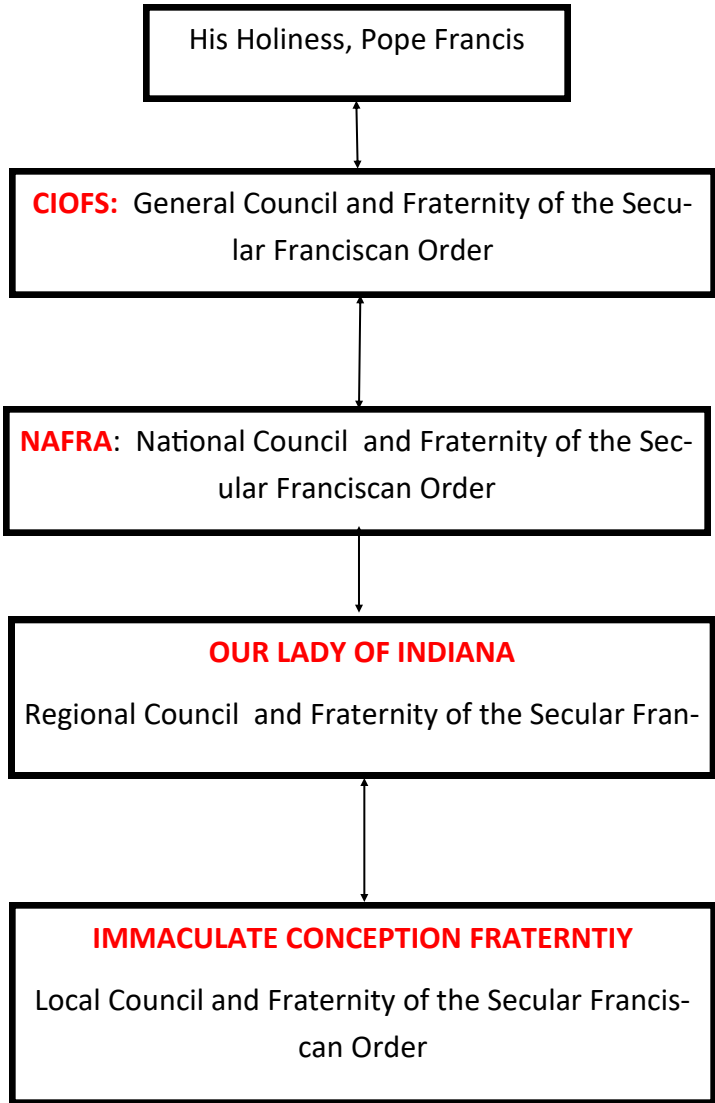 His Holiness, Pope Francis
CIOFS: General Council and Fraternity of the Secu-
lar Franciscan Order
NAFRA: National Council and Fraternity of the Sec-
ular Franciscan Order
OUR LADY OF INDIANA
Regional Council and Fraternity of the Secular Fran-
IMMACULATE CONCEPTION FRATERNTIY
Local Council and Fraternity of the Secular Francis-
can Order